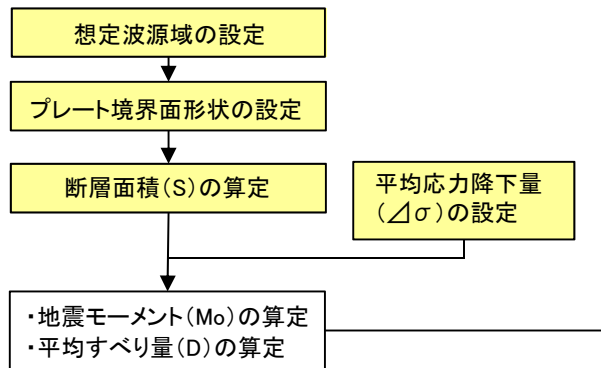 想定波源域の設定
プレート境界面形状の設定
断層面積(S)の算定
平均応力降下量
(⊿σ)の設定
・地震モーメント(Mo)の算定
・平均すべり量(D)の算定